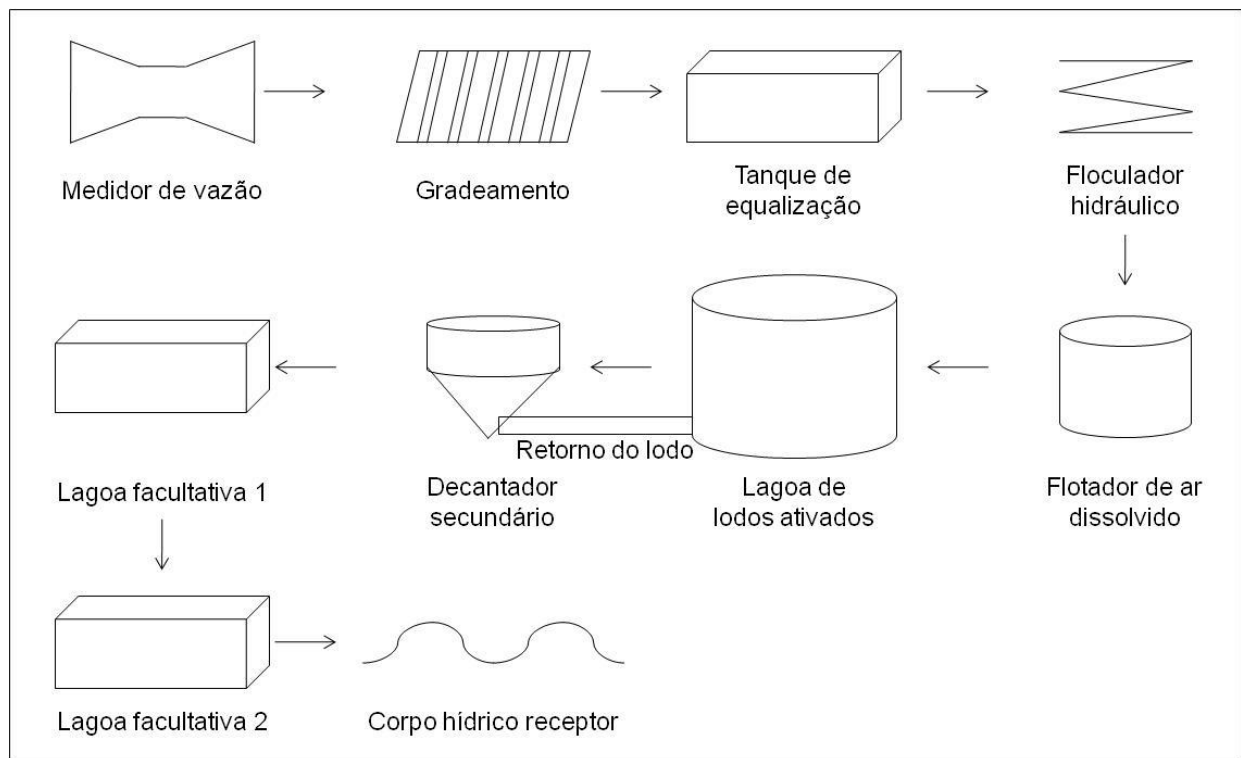 Medidor de vazão
Gradeamento
Tanque de
equalização
Floculador
hidráulico
Lagoa facultativa 1
Retorno do lodo
Decantador
secundário
Lagoa de
lodos ativados
Flotador de ar
dissolvido
Lagoa facultativa 2
Corpo hídrico receptor